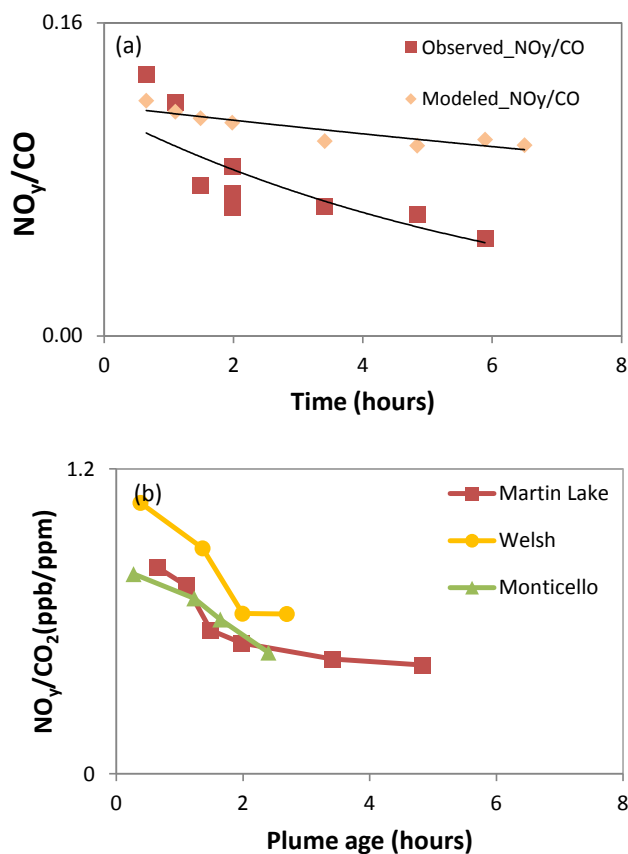 0.16
(a)
Observed_NOy/CO
Modeled_NOy/CO
NOy/CO
0.00
0 2 4 6 8
Time (hours)
1.2
(b)
Martin Lake
Welsh
Monticello
NOy/CO2(ppb/ppm)
0
0 2 4 6 8
Plume age (hours)